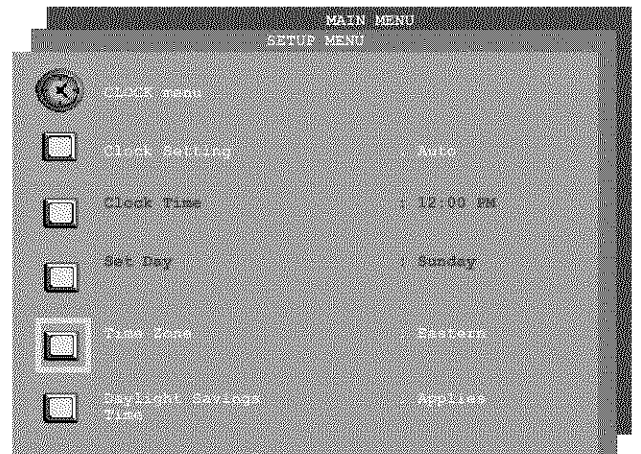 MAIN MENU
SETUP MENU
CLOCK menu
Clock Setting : Auto
Clock Time : 12:00 PM
Set Day : Sunday
Time Zone : Eastern
Daylight Savings : Applies
Time